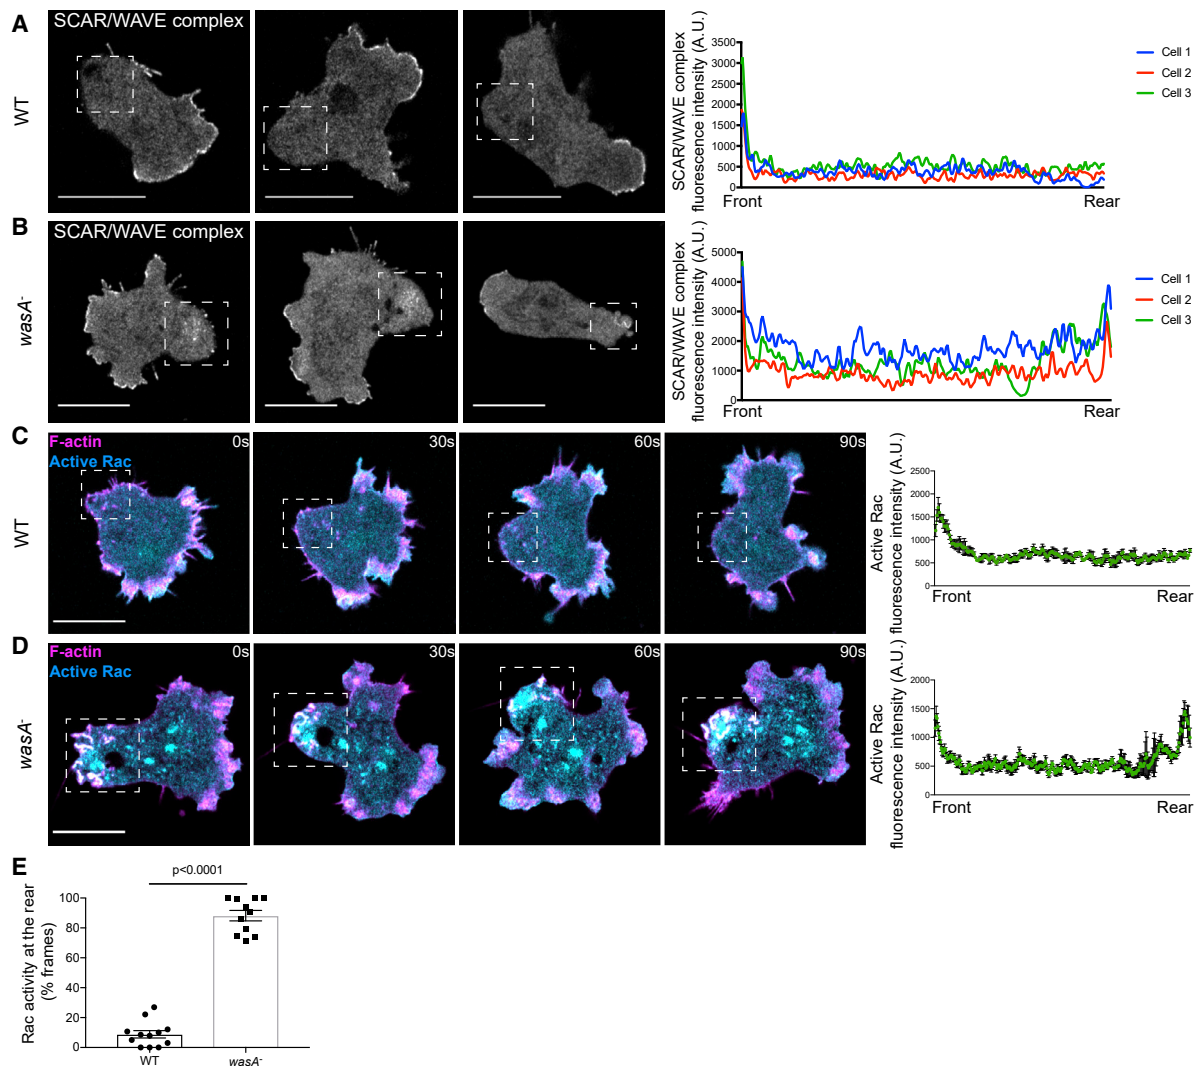 A
SCAR/WAVE complex
WT
SCAR/WAVE complex
fluorescence intensity (A.U.)
3500
3000
2500
2000
1500
1000
500
0
Front
Rear
Cell 1
Cell 2
Cell 3
B
SCAR/WAVE complex
wasA-
SCAR/WAVE complex
fluorescence intensity (A.U.)
5000
4000
3000
2000
1000
0
Front
Rear
Cell 1
Cell 2
Cell 3
C
F-actin
Active Rac
0s
30s
60s
90s
WT
Active Rac
fluorescence intensity (A.U.)
2500
2000
1500
1000
500
0
Front
Rear
D
F-actin
Active Rac
0s
30s
60s
90s
wasA-
Active Rac
fluorescence intensity (A.U.)
2000
1500
1000
500
0
Front
Rear
E
p<0.0001
Rac activity at the rear
(% frames)
100
80
60
40
20
0
WT
wasA-